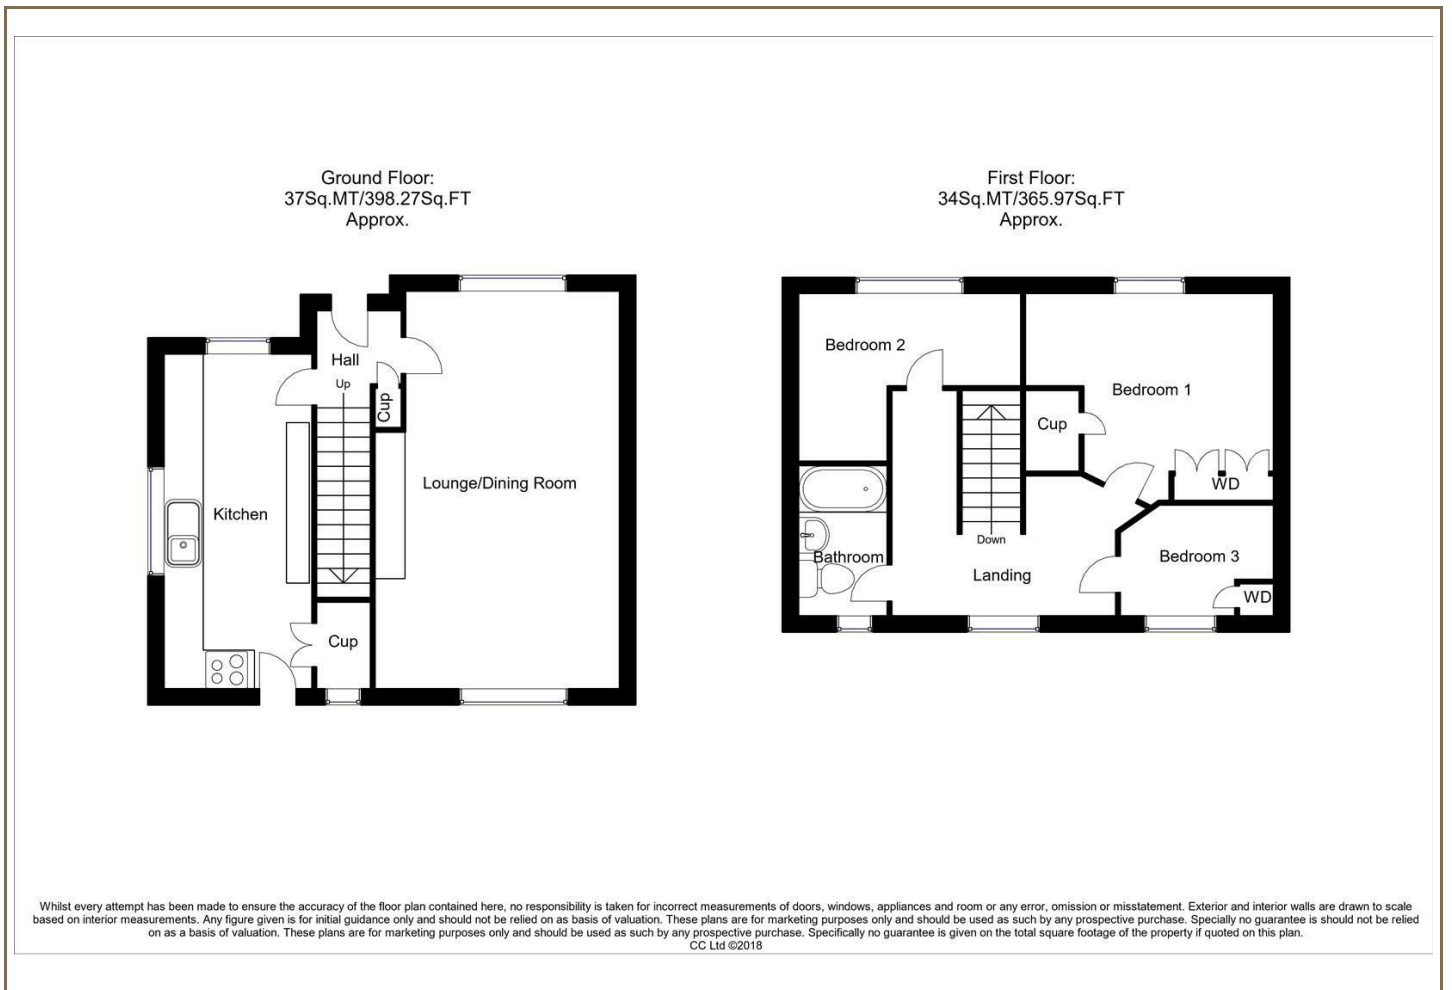 Ground Floor:
37Sq.MT/398.27Sq.FT
Approx.
First Floor:
34Sq.MT/365.97Sq.FT
Approx.
Hall
Up
Cup
Lounge/Dining Room
Kitchen
Cup
Bedroom 2
Bedroom 1
Cup
WD
Down
Bathroom
Landing
Bedroom 3
WD
Whilst every attempt has been made to ensure the accuracy of the floor plan contained here, no responsibility is taken for incorrect measurements of doors, windows, appliances and room or any error, omission or misstatement. Exterior and interior walls are drawn to scale
based on interior measurements. Any figure given is for initial guidance only and should not be relied on as basis of valuation. These plans are for marketing purposes only and should be used as such by any prospective purchase. Specially no guarantee is should not be relied
on as a basis of valuation. These plans are for marketing purposes only and should be used as such by any prospective purchase. Specifically no guarantee is given on the total square footage of the property if quoted on this plan.
CC Ltd ©2018